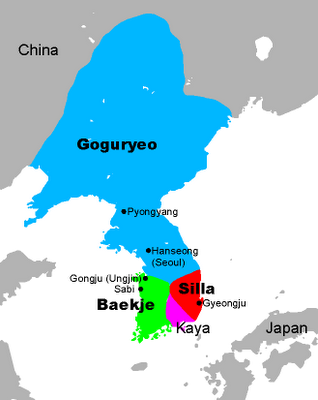 China
Goguryeo
Pyongyang
Hanseong
(Seoul)
Gongju (Ungjin)
Sabi
Silla
Baekje
Gyeongju
Kaya
Japan